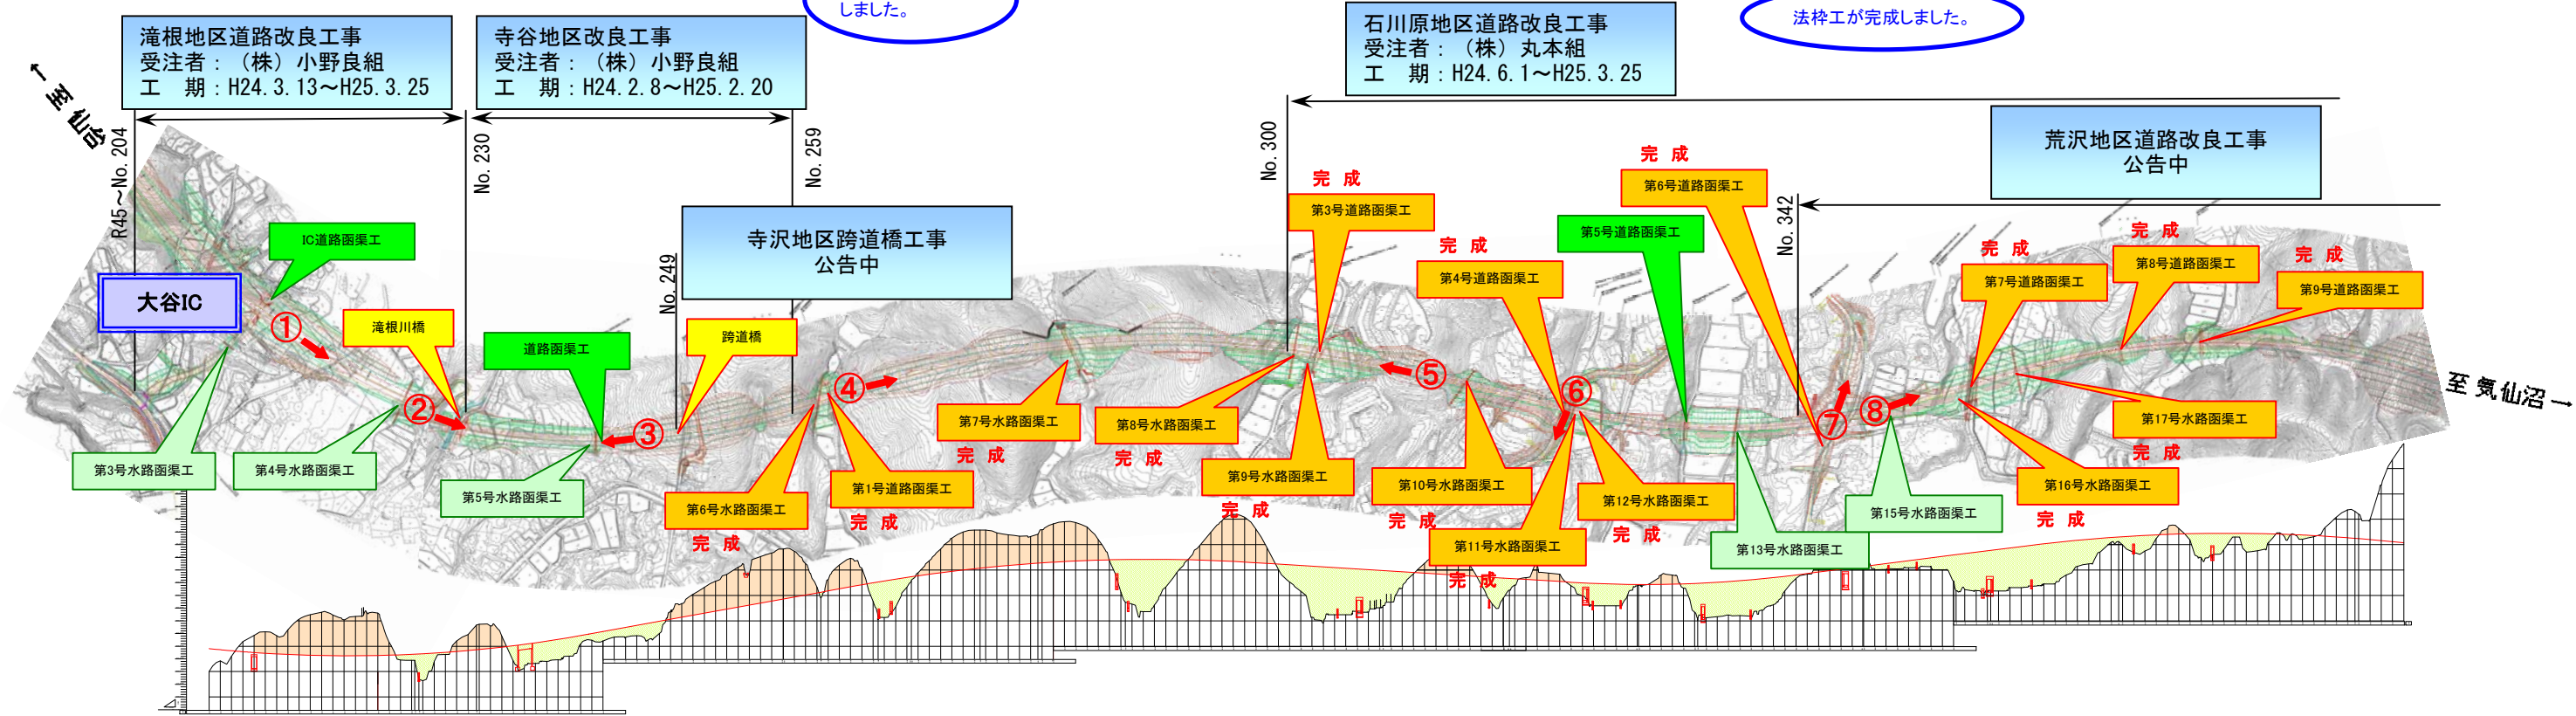 しました。
法枠工が完成しました。
滝根地区道路改良工事
受注者：（株）小野良組
工　期：H24.3.13～H25.3.25
寺谷地区改良工事
受注者：（株）小野良組
工　期：H24.2.8～H25.2.20
石川原地区道路改良工事
受注者：（株）丸本組
工　期：H24.6.1～H25.3.25
荒沢地区道路改良工事
公告中
寺沢地区跨道橋工事
公告中
←至仙台
R45～No.204
No.230
No.259
No.249
No.300
No.342
至気仙沼→
大谷IC
IC道路函渠工
滝根川橋
道路函渠工
跨道橋
完成
第3号道路函渠工
完成
第4号道路函渠工
第5号道路函渠工
完成
第6号道路函渠工
完成
第7号道路函渠工
完成
第8号道路函渠工
完成
第9号道路函渠工
①
②
③
④
⑤
⑥
⑦
⑧
第3号水路函渠工
第4号水路函渠工
第5号水路函渠工
第6号水路函渠工
完成
第1号道路函渠工
完成
第7号水路函渠工
完成
第8号水路函渠工
完成
第9号水路函渠工
完成
第10号水路函渠工
完成
第11号水路函渠工
完成
第12号水路函渠工
完成
第13号水路函渠工
第15号水路函渠工
第16号水路函渠工
完成
第17号水路函渠工
完成